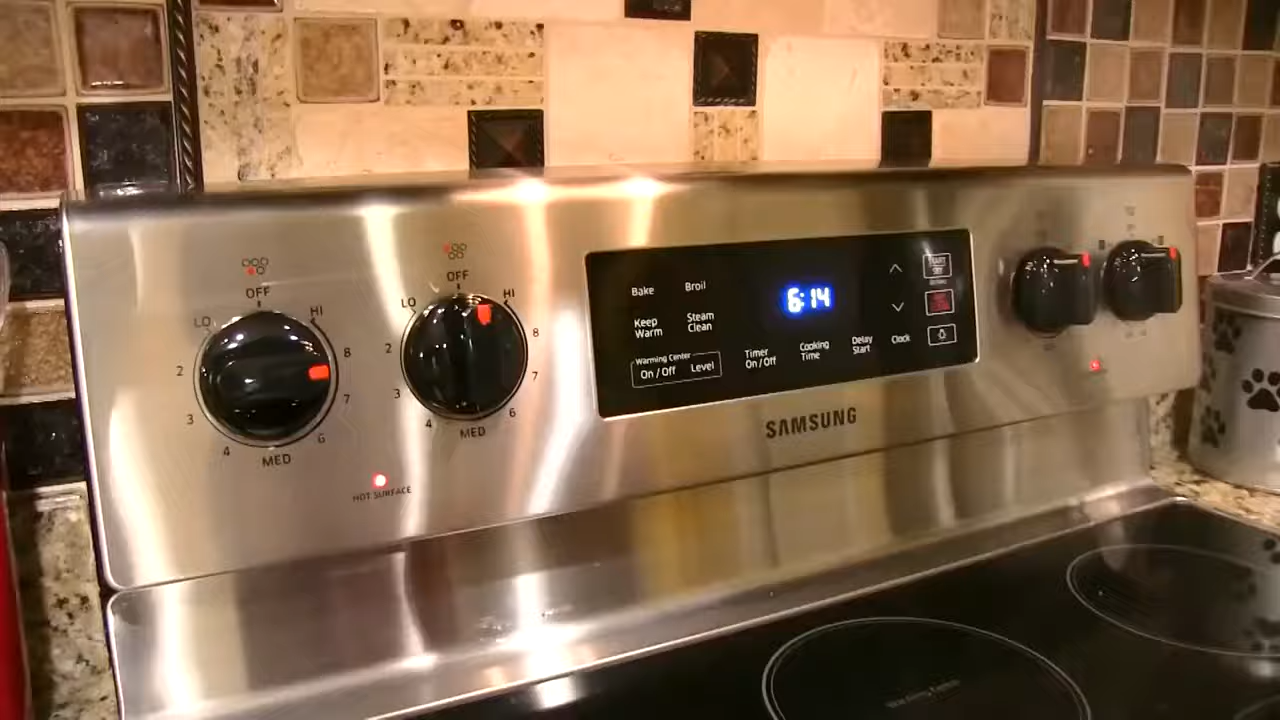 OFF
LO
HI
2
8
3
7
4
6
MED
OFF
LO
HI
2
8
3
7
4
6
MED
HOT SURFACE
Bake
Broil
Keep
Warm
Steam
Clean
Warming Center
On / Off
Level
6:14
Timer
On / Off
Cooking
Time
Delay
Start
Clock
SAMSUNG